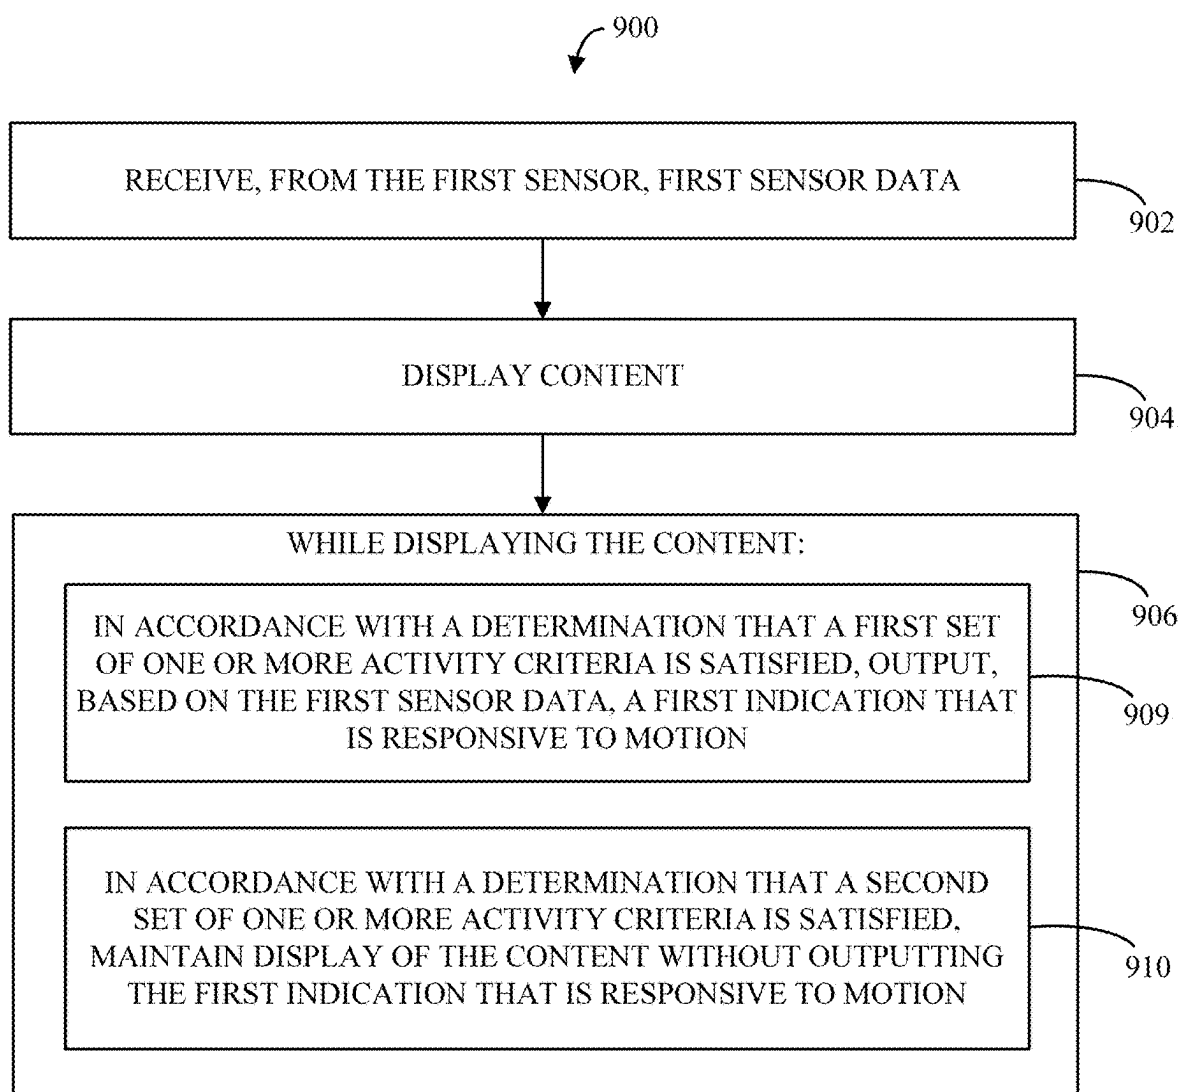 900
RECEIVE, FROM THE FIRST SENSOR, FIRST SENSOR DATA
902
DISPLAY CONTENT
904
WHILE DISPLAYING THE CONTENT:
906
IN ACCORDANCE WITH A DETERMINATION THAT A FIRST SET
OF ONE OR MORE ACTIVITY CRITERIA IS SATISFIED, OUTPUT,
BASED ON THE FIRST SENSOR DATA, A FIRST INDICATION THAT
IS RESPONSIVE TO MOTION
909
IN ACCORDANCE WITH A DETERMINATION THAT A SECOND
SET OF ONE OR MORE ACTIVITY CRITERIA IS SATISFIED,
MAINTAIN DISPLAY OF THE CONTENT WITHOUT OUTPUTTING
THE FIRST INDICATION THAT IS RESPONSIVE TO MOTION
910